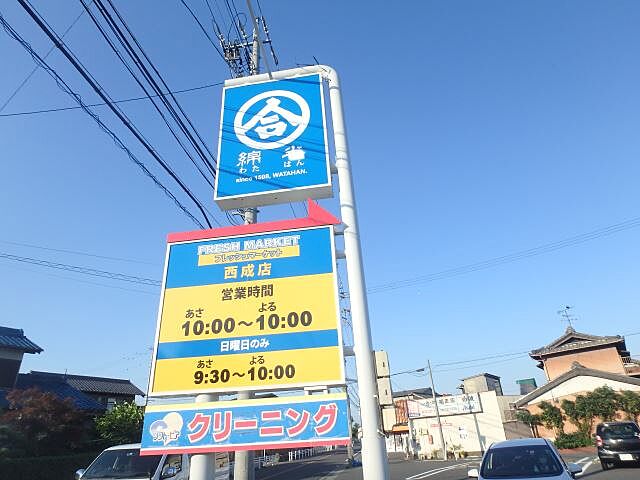 合
綿半
わた はん
since 1598, WATAHAN.
FRESH MARKET
フレッシュマーケット
西成店
営業時間
あさ よる
10:00～10:00
日曜日のみ
あさ よる
9:30～10:00
クリーニング